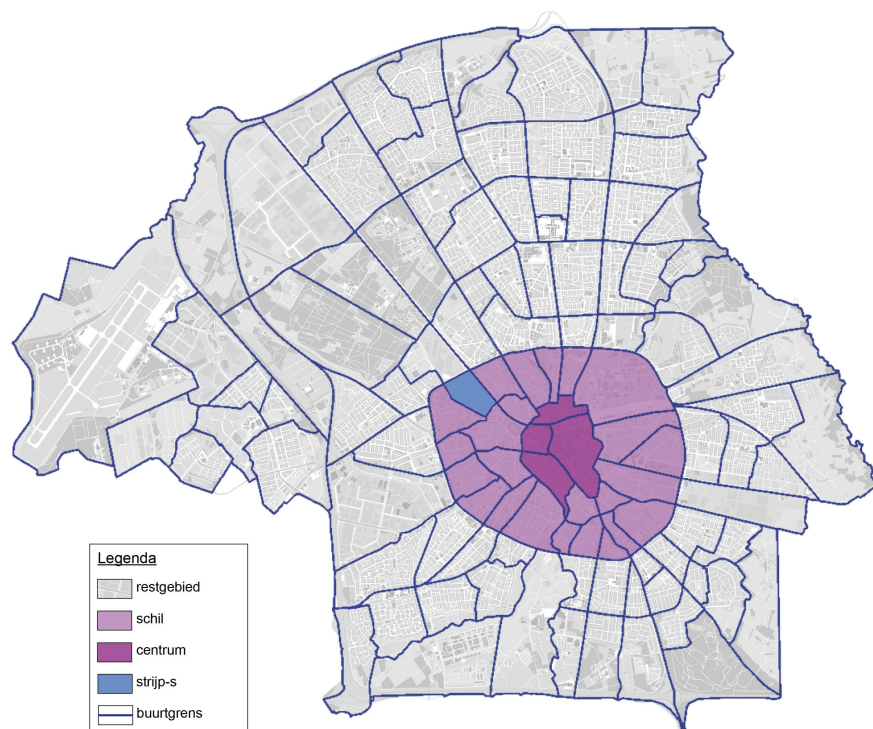 Legenda
restgebied
schil
centrum
strijp-s
buurtgrens